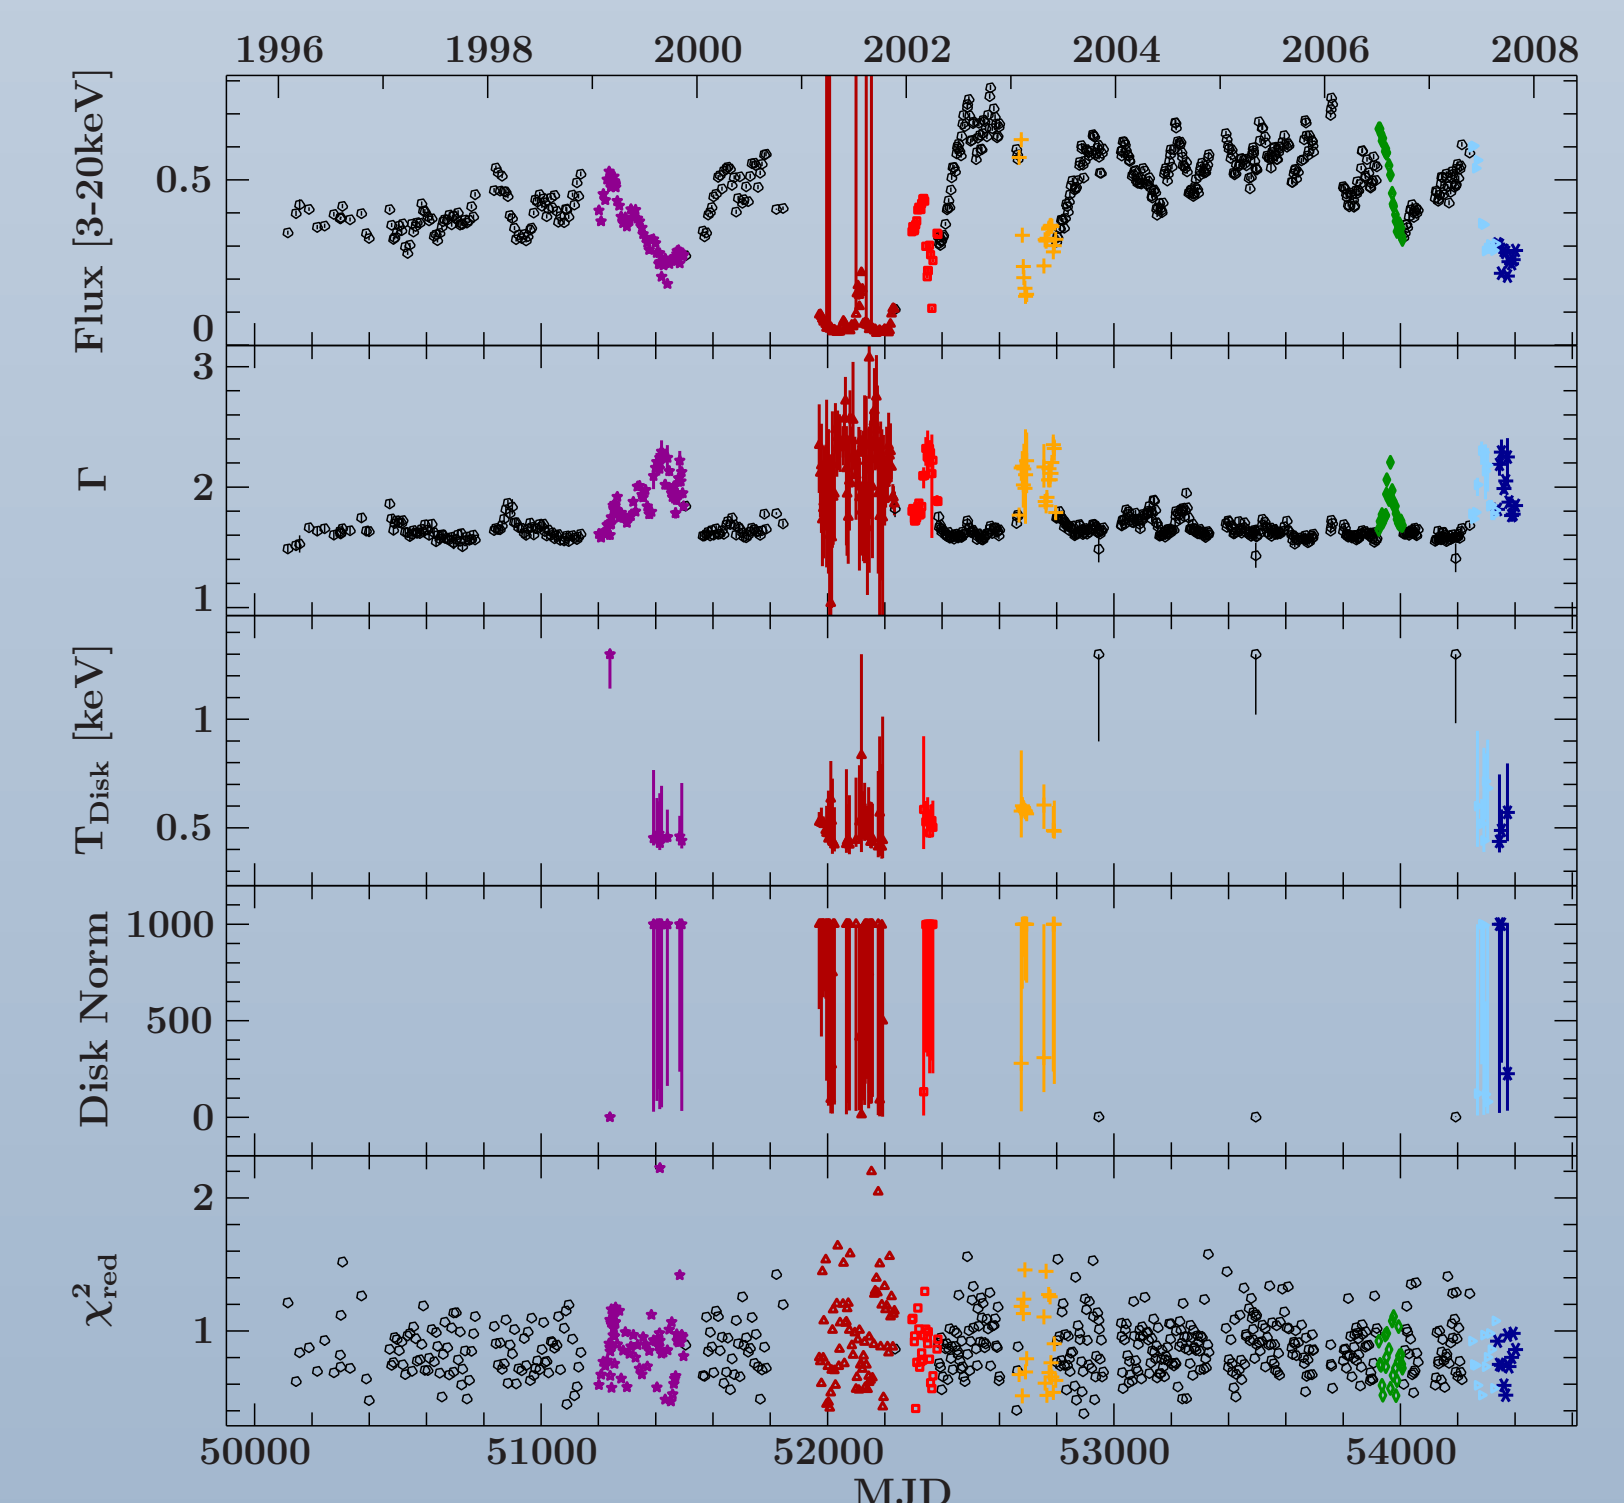 1996 1998 2000 2002 2004 2006 2008
Flux [3-20keV]
0.5
0
Γ
3
2
1
T_Disk [keV]
1
0.5
Disk Norm
1000
500
0
χ²_red
2
1
50000 51000 52000 53000 54000
MJD